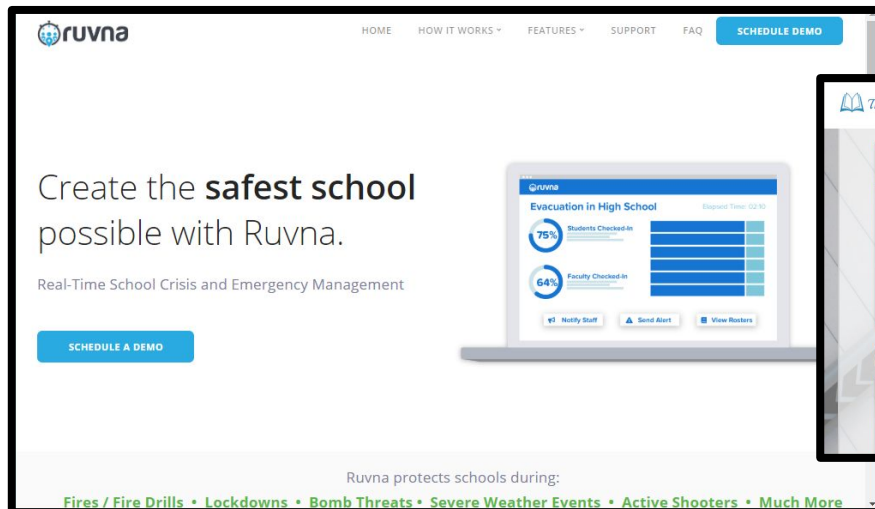 ruvna
HOME HOW IT WORKS FEATURES SUPPORT FAQ SCHEDULE DEMO
Create the safest school
possible with Ruvna.
Real-Time School Crisis and Emergency Management
SCHEDULE A DEMO
ruvna
Evacuation in High School Elapsed Time: 02:10
75% Students Checked-In
64% Faculty Checked-In
Notify Staff Send Alert View Rosters
Ruvna protects schools during:
Fires / Fire Drills • Lockdowns • Bomb Threats • Severe Weather Events • Active Shooters • Much More